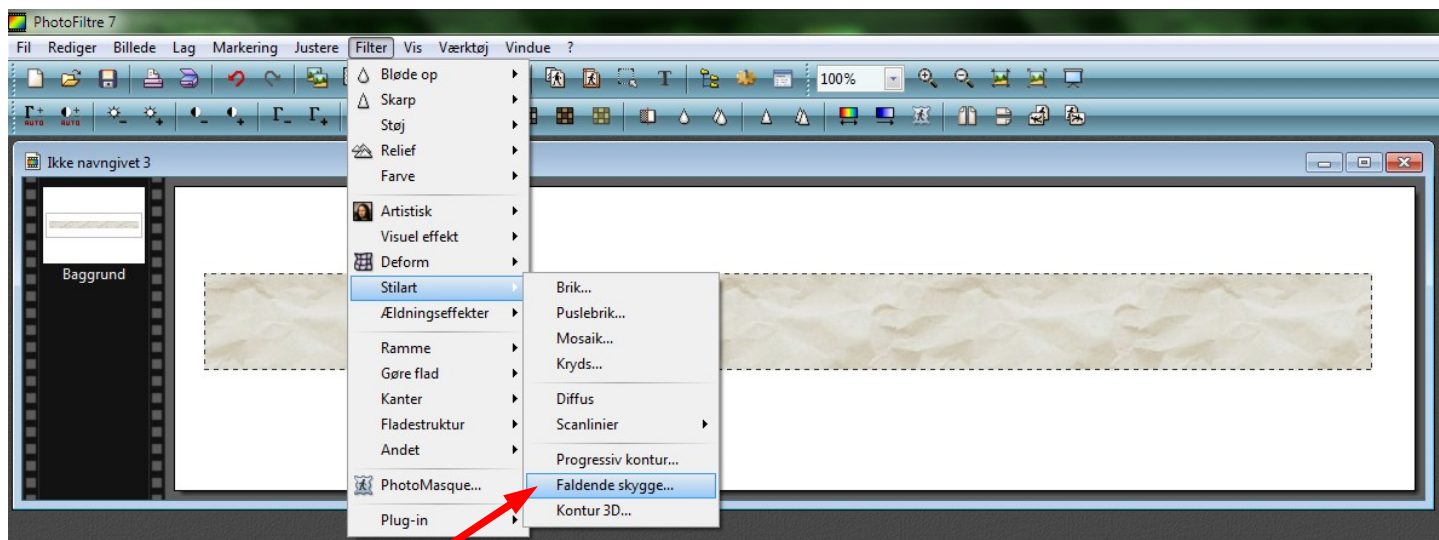 PhotoFiltre 7
Fil Rediger Billede Lag Markering Justere Filter Vis Værktøj Vindue ?
100%
AUTO AUTO
Ikke navngivet 3
Baggrund
Bløde op
Skarp
Støj
Relief
Farve
Artistisk
Visuel effekt
Deform
Stilart
Ældningseffekter
Ramme
Gøre flad
Kanter
Fladestruktur
Andet
PhotoMasque...
Plug-in
Brik...
Puslebrik...
Mosaik...
Kryds...
Diffus
Scanlinier
Progressiv kontur...
Faldende skygge...
Kontur 3D...